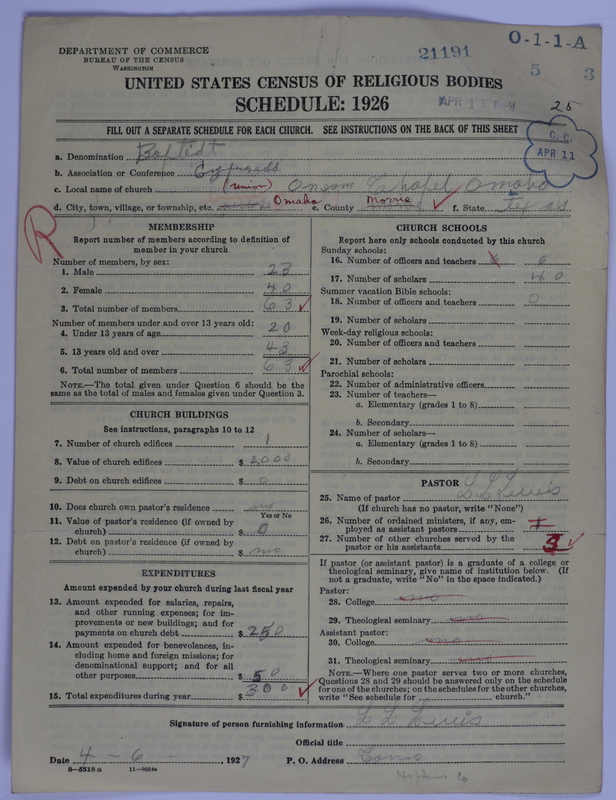 DEPARTMENT OF COMMERCE
BUREAU OF THE CENSUS
WASHINGTON
21191
O-1-1-A
5 3
UNITED STATES CENSUS OF RELIGIOUS BODIES
SCHEDULE: 1926
APR 11
25
FILL OUT A SEPARATE SCHEDULE FOR EACH CHURCH. SEE INSTRUCTIONS ON THE BACK OF THIS SHEET
C. C.
APR 11
a. Denomination Baptist
b. Association or Conference Cypress
c. Local name of church (Union) Chapel Omaha
d. City, town, village, or township, etc. Omaha e. County Morris f. State Texas
R
MEMBERSHIP
Report number of members according to definition of member in your church
Number of members, by sex:
1. Male 23
2. Female 40
3. Total number of members 63
Number of members under and over 13 years old:
4. Under 13 years of age 20
5. 13 years old and over 43
6. Total number of members 63
NOTE.—The total given under Question 6 should be the same as the total of males and females given under Question 3.
CHURCH BUILDINGS
See instructions, paragraphs 10 to 12
7. Number of church edifices 1
8. Value of church edifices $ 2000
9. Debt on church edifices $ 0
10. Does church own pastor's residence no
Yes or No
11. Value of pastor's residence (if owned by church) $ 0
12. Debt on pastor's residence (if owned by church) $ no
EXPENDITURES
Amount expended by your church during last fiscal year
13. Amount expended for salaries, repairs, and other running expenses; for improvements or new buildings; and for payments on church debt $ 250
14. Amount expended for benevolences, including home and foreign missions; for denominational support; and for all other purposes $ 50
15. Total expenditures during year $ 300
CHURCH SCHOOLS
Report here only schools conducted by this church
Sunday schools:
16. Number of officers and teachers 6
17. Number of scholars 40
Summer vacation Bible schools:
18. Number of officers and teachers 0
19. Number of scholars
Week-day religious schools:
20. Number of officers and teachers
21. Number of scholars
Parochial schools:
22. Number of administrative officers
23. Number of teachers—
a. Elementary (grades 1 to 8)
b. Secondary
24. Number of scholars—
a. Elementary (grades 1 to 8)
b. Secondary
PASTOR
25. Name of pastor L L Lewis
(If church has no pastor, write "None")
26. Number of ordained ministers, if any, employed as assistant pastors
27. Number of other churches served by the pastor or his assistants 3
If pastor (or assistant pastor) is a graduate of a college or theological seminary, give name of institution below. (If not a graduate, write "No" in the space indicated.)
Pastor:
28. College no
29. Theological seminary no
Assistant pastor:
30. College no
31. Theological seminary no
NOTE.—Where one pastor serves two or more churches, Questions 28 and 29 should be answered only on the schedule for one of the churches; on the schedules for the other churches, write "See schedule for ........ church."
Signature of person furnishing information L L Lewis
Official title
Date 4 - 6 , 1927 P. O. Address Como
8-5518a 11-9054a
Hopkins Co